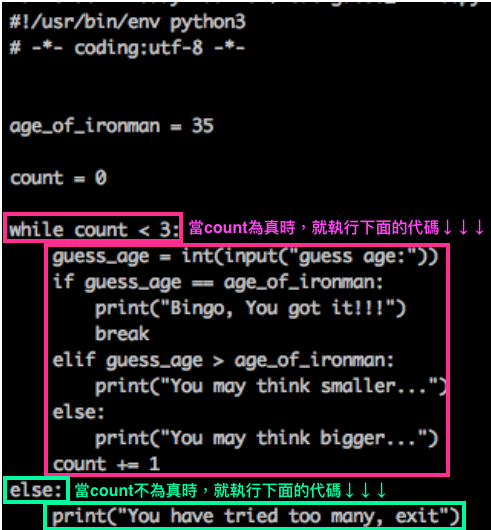 #!/usr/bin/env python3
# -*- coding:utf-8 -*-
age_of_ironman = 35
count = 0
while count < 3: 當count為真時，就執行下面的代碼↓↓↓
guess_age = int(input("guess age:"))
if guess_age == age_of_ironman:
print("Bingo, You got it!!!")
break
elif guess_age > age_of_ironman:
print("You may think smaller...")
else:
print("You may think bigger...")
count += 1
else: 當count不為真時，就執行下面的代碼↓↓↓
print("You have tried too many, exit")